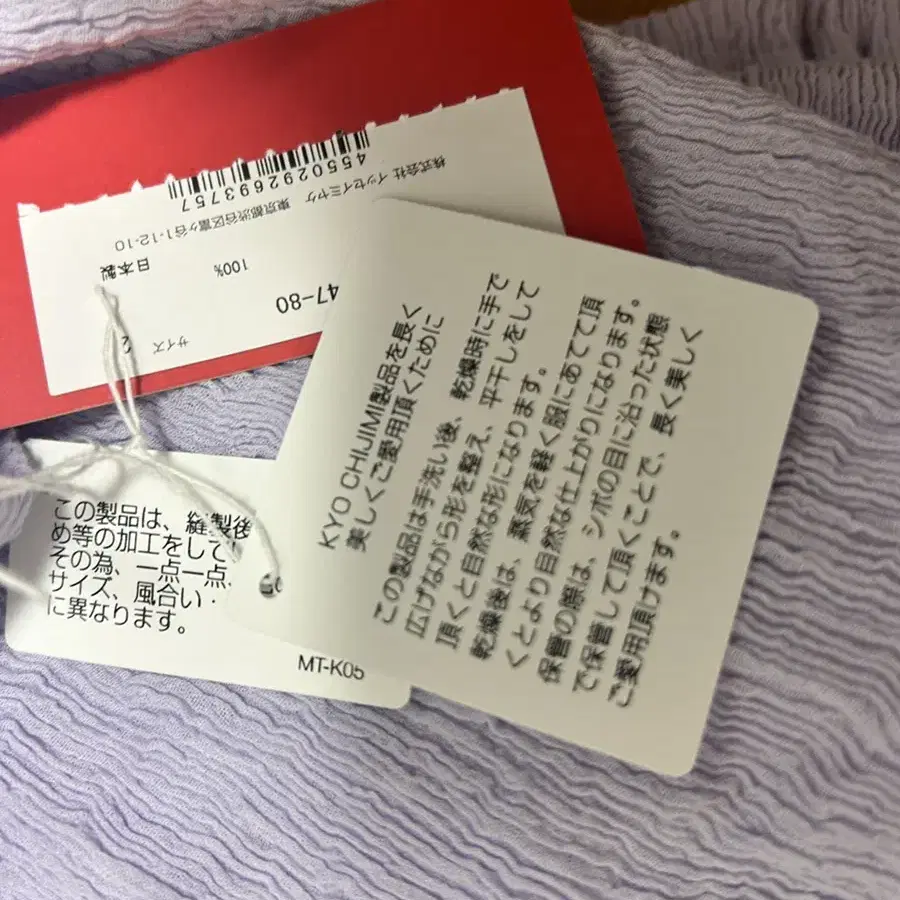 4550292693757
株式会社 イッセイミヤケ 東京都渋谷区富ヶ谷1-12-10
日本製
100%
47-80
サイズ
2
KYO CHIJIMI製品を長く
美しくご愛用頂くために
この製品は手洗い後、乾燥時に手で
広げながら形を整え、平干しをして
頂くと自然な形になります。
乾燥後は、蒸気を軽く服にあてて頂
くとより自然な仕上がりになります。
保管の際は、シボの目に沿った状態
で保管して頂くことで、長く美しく
ご愛用頂けます。
この製品は、縫製後
め等の加工をして
その為、一点一点、
サイズ、風合い・
に異なります。
MT-K05